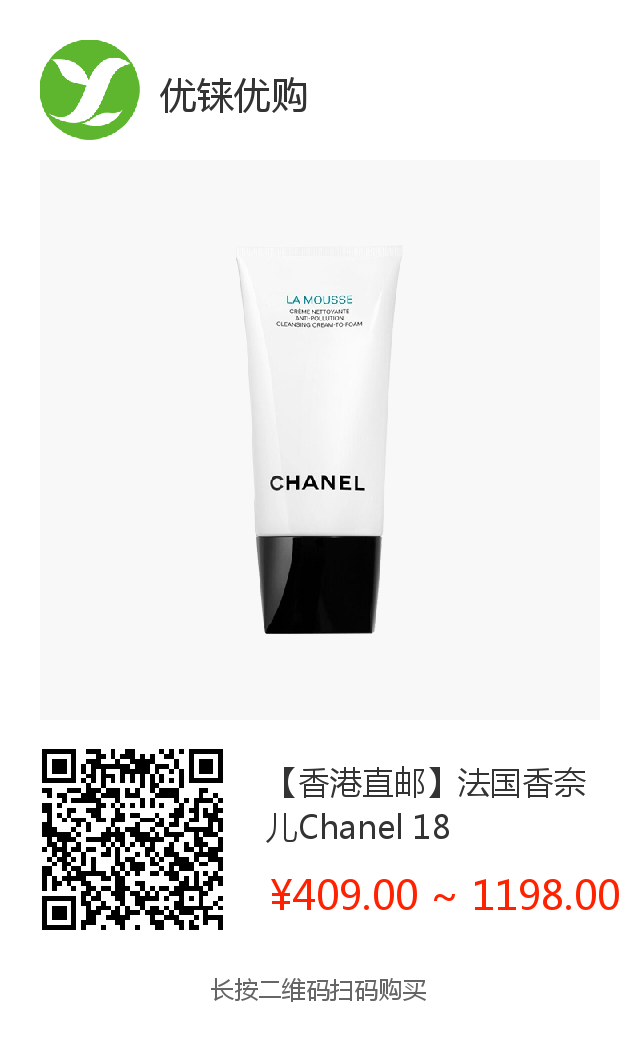 优铼优购
LA MOUSSE
CRÈME NETTOYANTE
ANTI-POLLUTION
CLEANSING CREAM-TO-FOAM
CHANEL
【香港直邮】法国香奈
儿Chanel 18
¥409.00 ~ 1198.00
长按二维码扫码购买